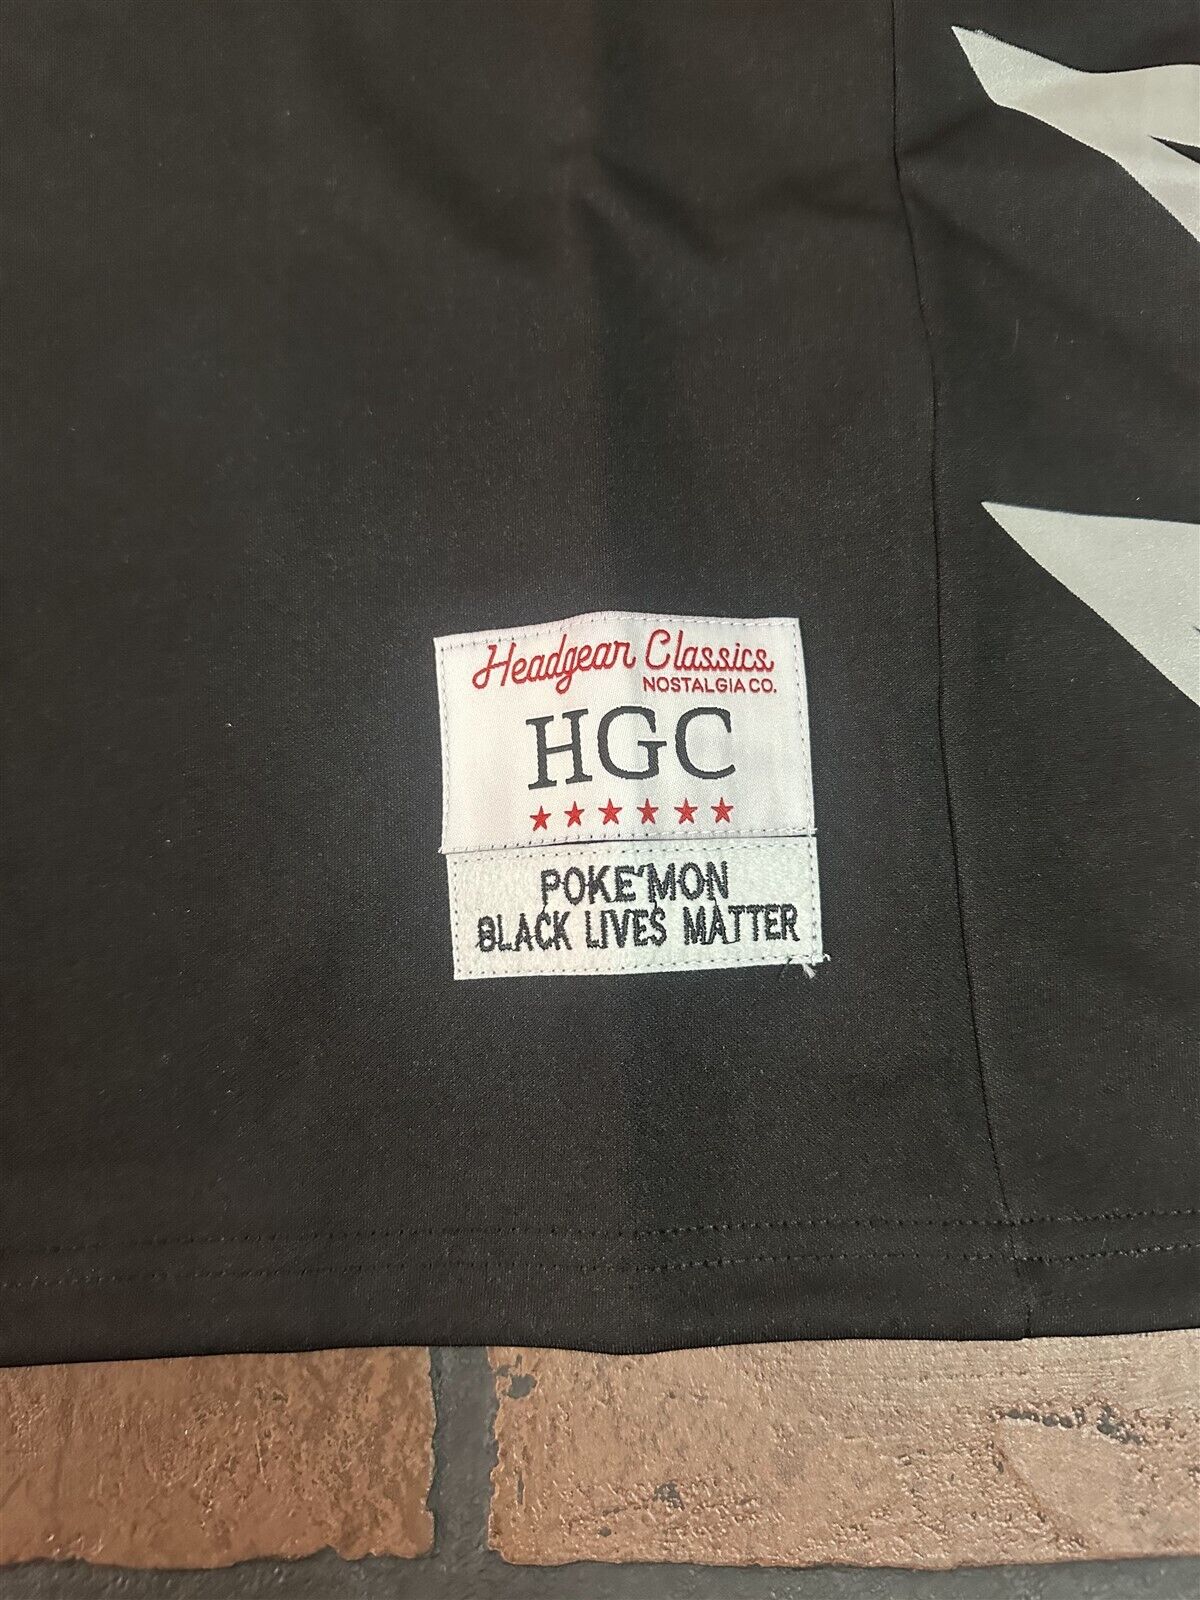 Headgear Classics
NOSTALGIA CO.
HGC
POKE'MON
BLACK LIVES MATTER